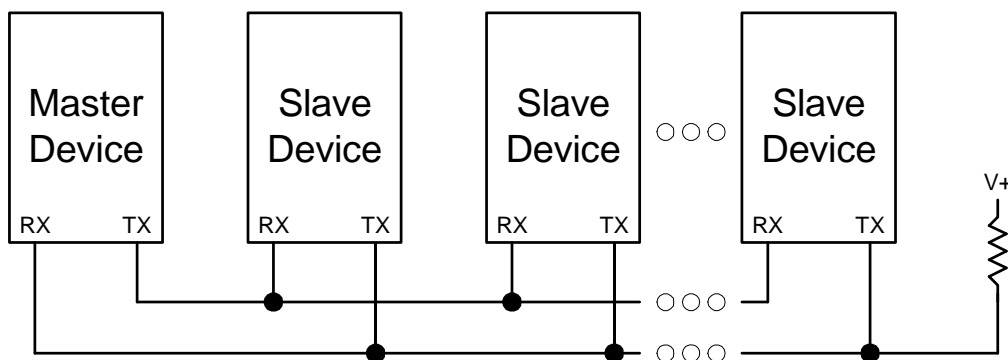 Master
Device
Slave
Device
Slave
Device
Slave
Device
RX TX
RX TX
RX TX
RX TX
V+